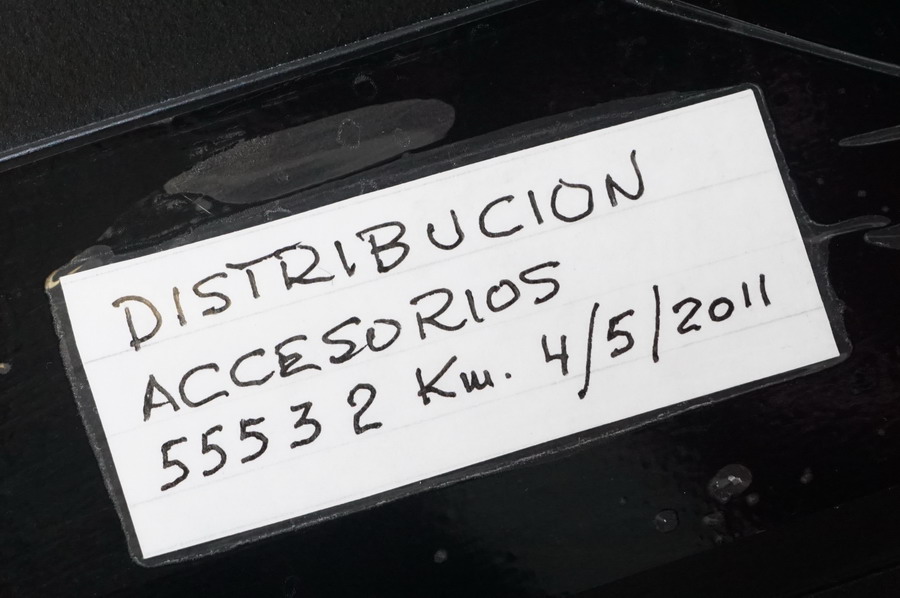 DISTRIBUCION
ACCESORIOS
55532 Km. 4/5/2011